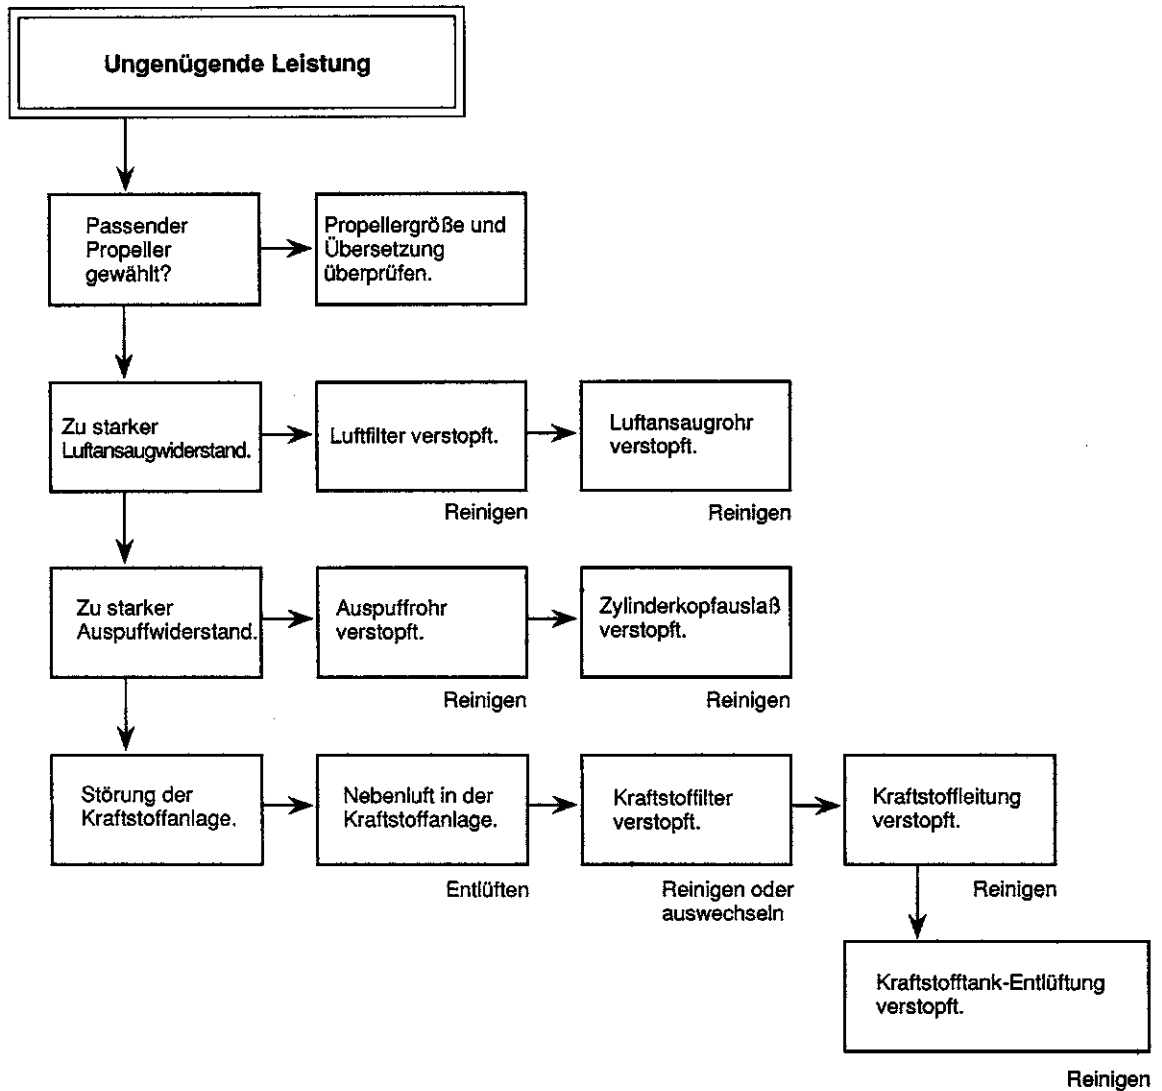 Ungenügende Leistung
Passender
Propeller
gewählt?
Propellergröße und
Übersetzung
überprüfen.
Zu starker
Luftansaugwiderstand.
Luftfilter verstopft.
Reinigen
Luftansaugrohr
verstopft.
Reinigen
Zu starker
Auspuffwiderstand.
Auspuffrohr
verstopft.
Reinigen
Zylinderkopfauslaß
verstopft.
Reinigen
Störung der
Kraftstoffanlage.
Nebenluft in der
Kraftstoffanlage.
Entlüften
Kraftstoffilter
verstopft.
Reinigen oder
auswechseln
Kraftstoffleitung
verstopft.
Reinigen
Kraftstofftank-Entlüftung
verstopft.
Reinigen